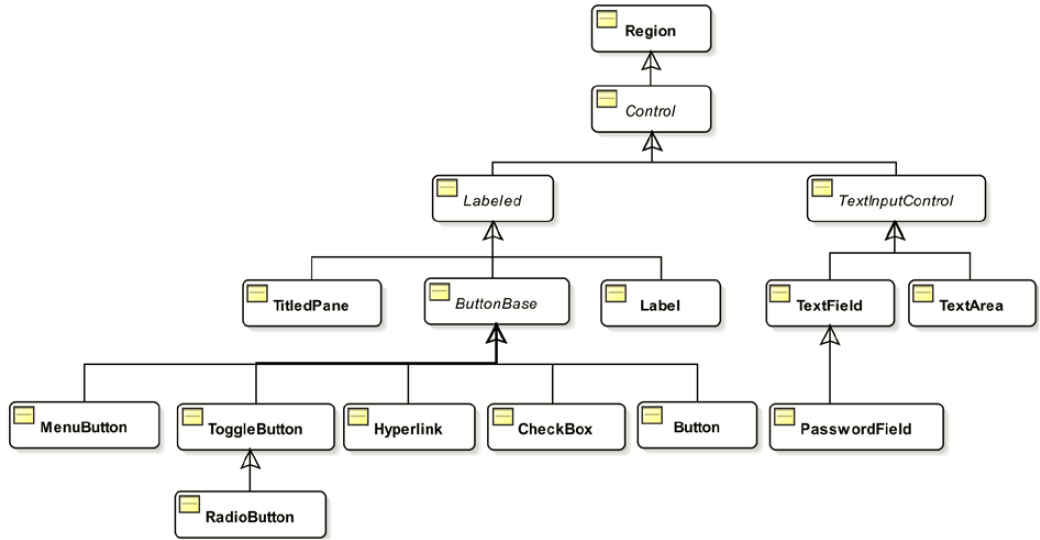 Region
Control
Labeled
TextInputControl
TitledPane
ButtonBase
Label
TextField
TextArea
MenuButton
ToggleButton
Hyperlink
CheckBox
Button
PasswordField
RadioButton